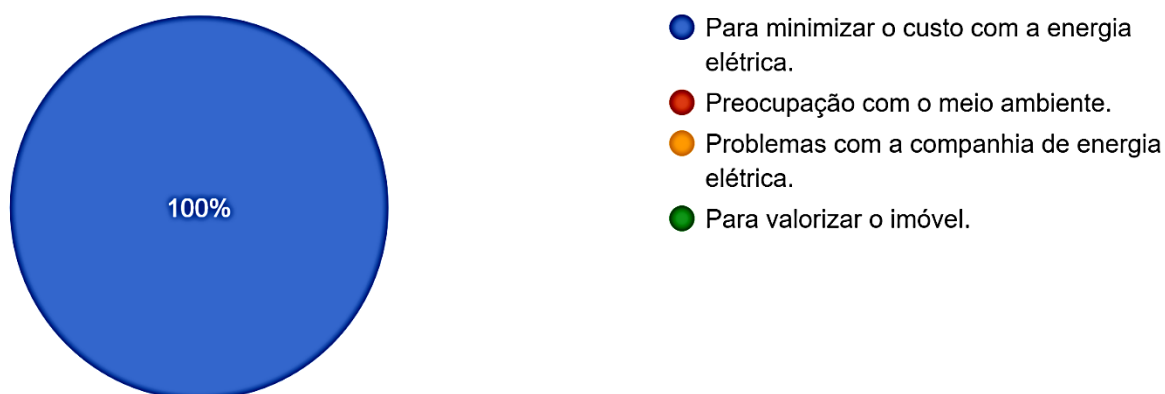 100%
Para minimizar o custo com a energia
elétrica.
Preocupação com o meio ambiente.
Problemas com a companhia de energia
elétrica.
Para valorizar o imóvel.